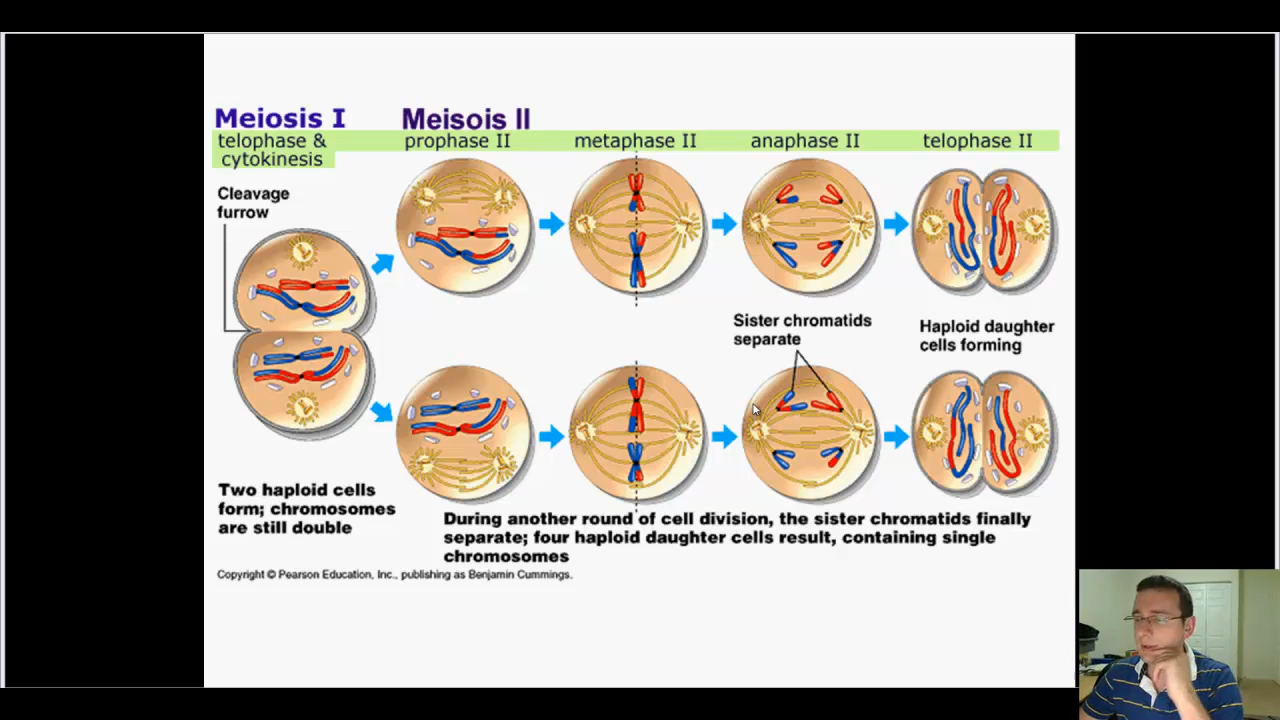 Meiosis I
Meisois II
telophase &
cytokinesis
prophase II
metaphase II
anaphase II
telophase II
Cleavage
furrow
Sister chromatids
separate
Haploid daughter
cells forming
Two haploid cells
form; chromosomes
are still double
During another round of cell division, the sister chromatids finally
separate; four haploid daughter cells result, containing single
chromosomes
Copyright © Pearson Education, Inc., publishing as Benjamin Cummings.